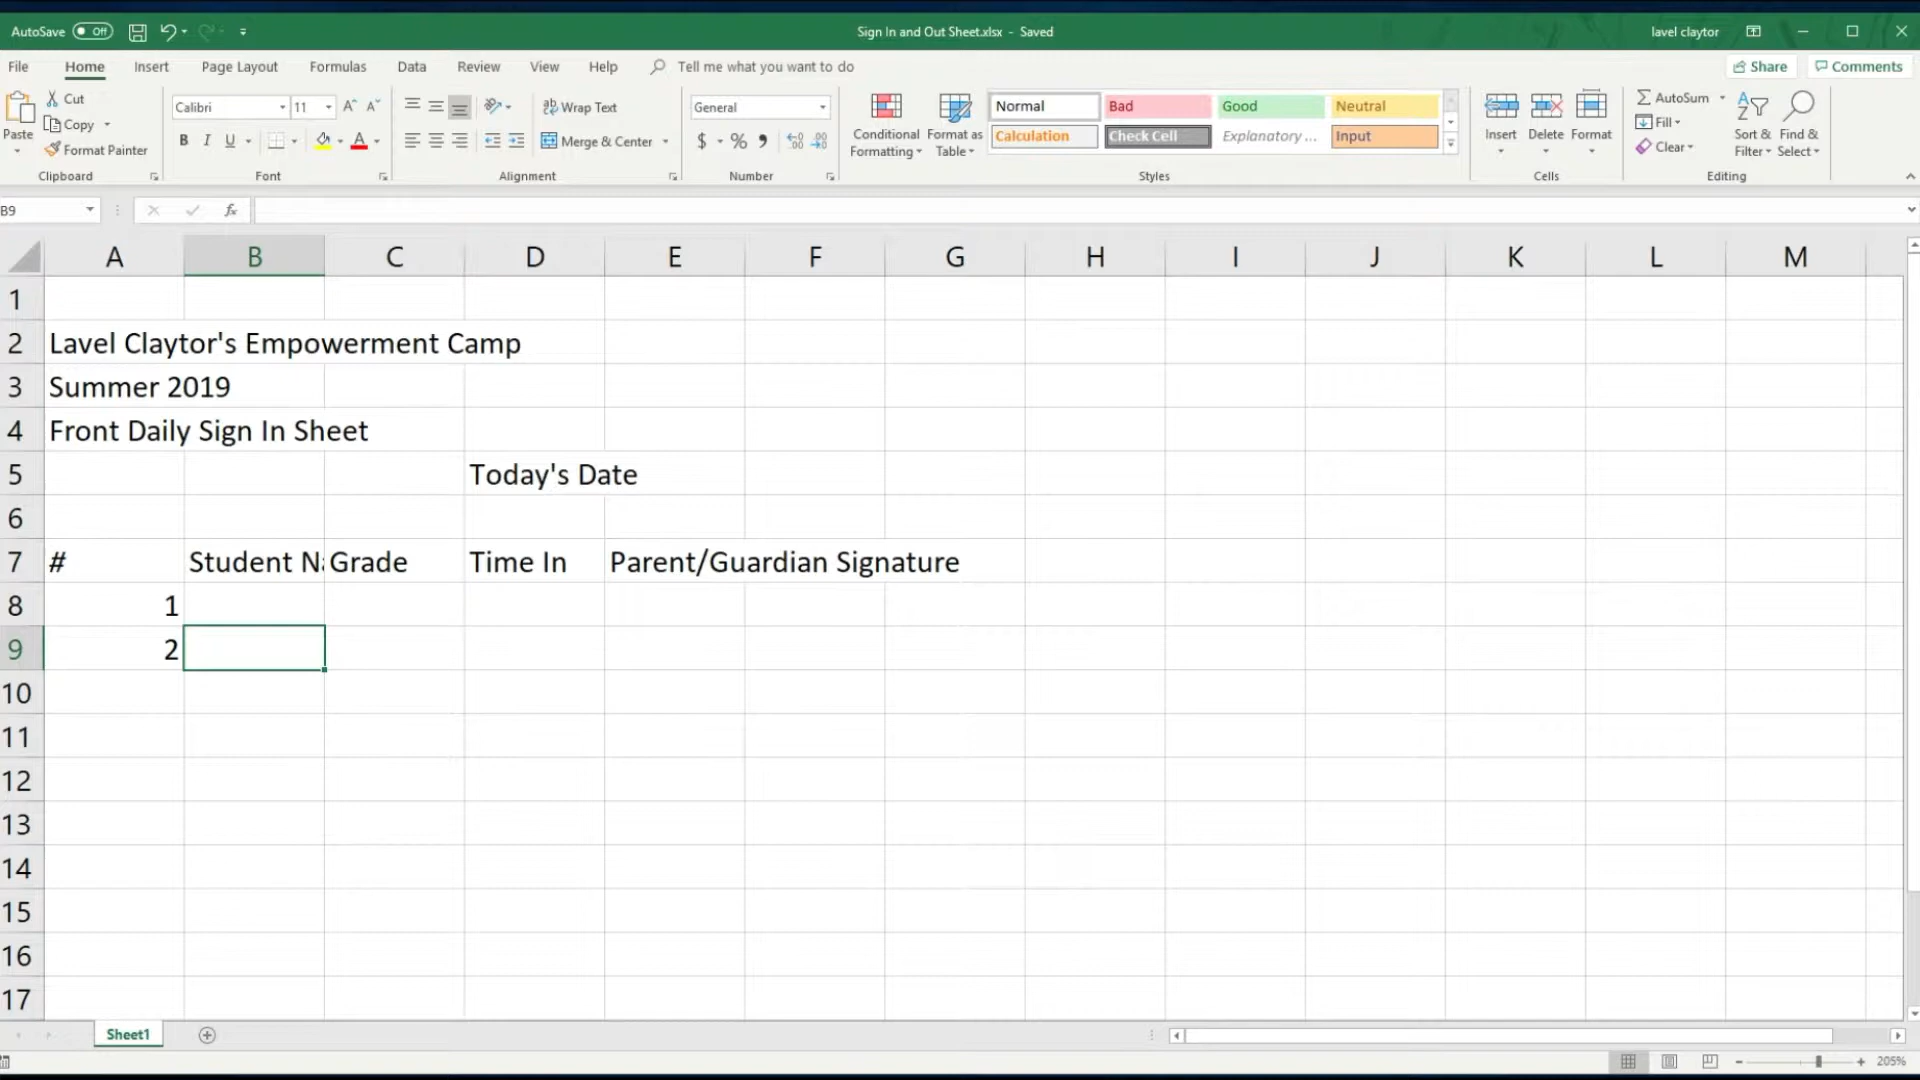 AutoSave Off Sign In and Out Sheet.xlsx - Saved lavel claytor
File Home Insert Page Layout Formulas Data Review View Help Tell me what you want to do Share Comments
Paste
Cut
Copy
Format Painter
Clipboard
Calibri 11
B I U
Font
Wrap Text
Merge & Center
Alignment
General
$ % ,
Number
Conditional Formatting
Format as Table
Normal Bad Good Neutral
Calculation Check Cell Explanatory ... Input
Styles
Insert Delete Format
Cells
AutoSum
Fill
Clear
Sort & Filter
Find & Select
Editing
B9 fx
A B C D E F G H I J K L M
1
2 Lavel Claytor's Empowerment Camp
3 Summer 2019
4 Front Daily Sign In Sheet
5 Today's Date
6
7 # Student Na Grade Time In Parent/Guardian Signature
8 1
9 2
10
11
12
13
14
15
16
17
Sheet1
205%